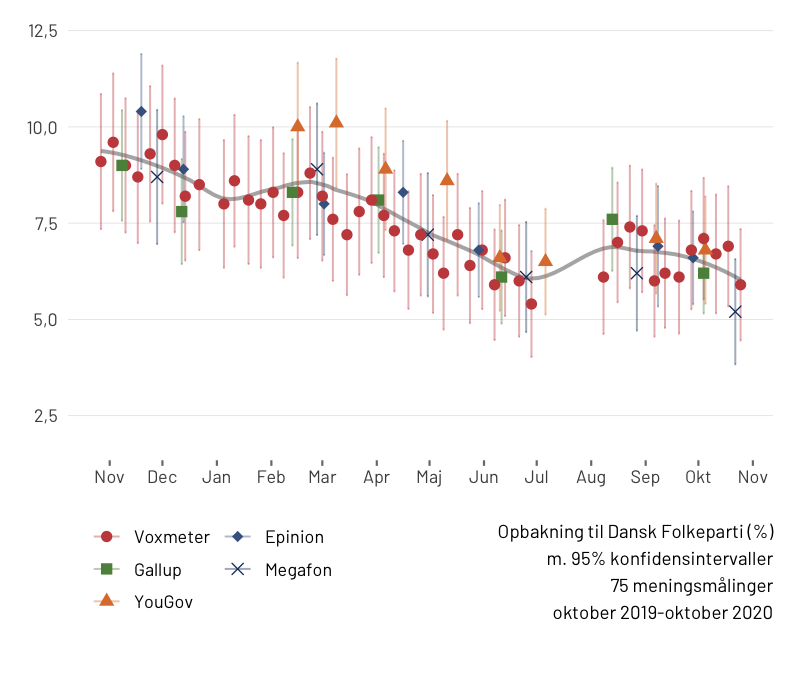 12,5
10,0
7,5
5,0
2,5
Nov Dec Jan Feb Mar Apr Maj Jun Jul Aug Sep Okt Nov
Voxmeter Epinion
Gallup Megafon
YouGov
Opbakning til Dansk Folkeparti (%)
m. 95% konfidensintervaller
75 meningsmålinger
oktober 2019-oktober 2020